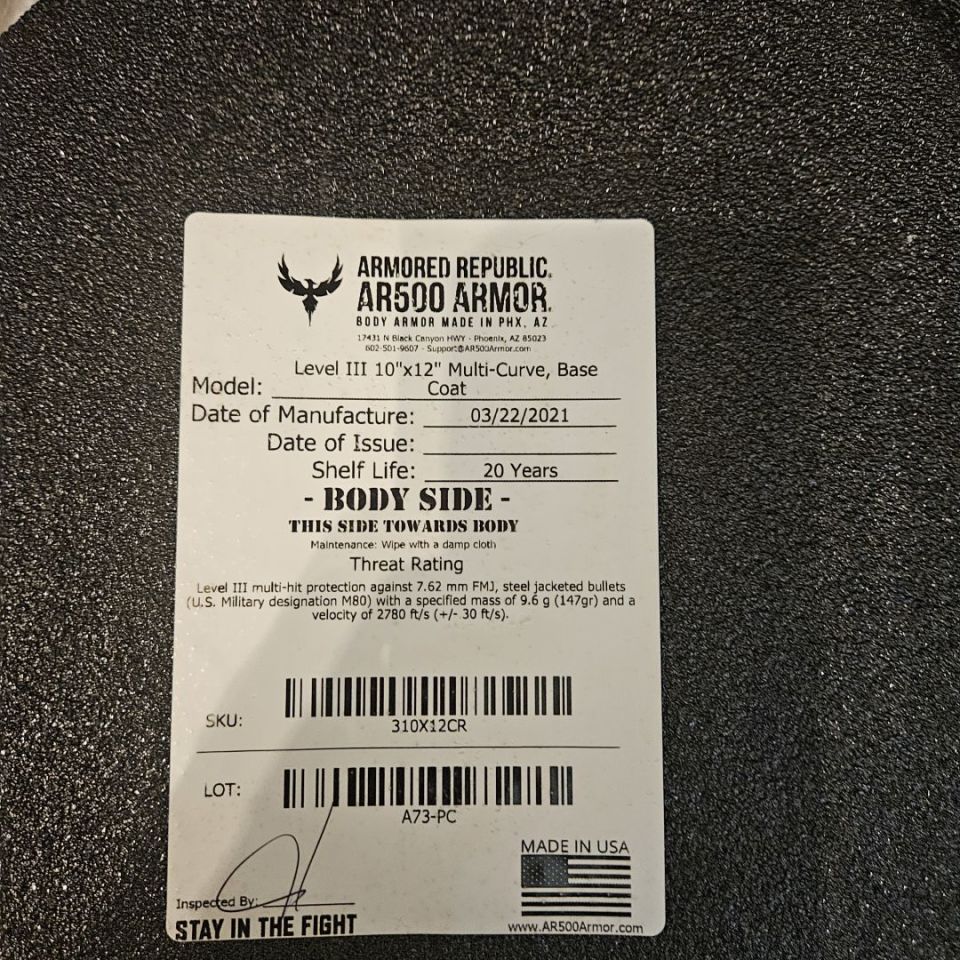 ARMORED REPUBLIC®
AR500 ARMOR®
BODY ARMOR MADE IN PHX, AZ
17431 N Black Canyon HWY - Phoenix, AZ 85023
602-501-9607 - Support@AR500Armor.com
Level III 10"x12" Multi-Curve, Base
Model: Coat
Date of Manufacture: 03/22/2021
Date of Issue:
Shelf Life: 20 Years
- BODY SIDE -
THIS SIDE TOWARDS BODY
Maintenance: Wipe with a damp cloth
Threat Rating
Level III multi-hit protection against 7.62 mm FMJ, steel jacketed bullets
(U.S. Military designation M80) with a specified mass of 9.6 g (147gr) and a
velocity of 2780 ft/s (+/- 30 ft/s).
SKU:
310X12CR
LOT:
A73-PC
MADE IN USA
Inspected By:
STAY IN THE FIGHT
www.AR500Armor.com